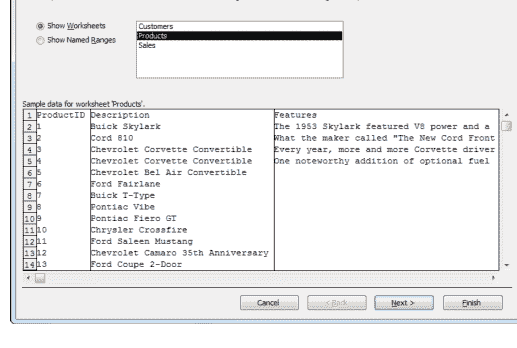 Show Worksheets
Show Named Ranges
Customers
Products
Sales
Sample data for worksheet 'Products'.
1 ProductID Description Features
2 1 Buick Skylark The 1953 Skylark featured V8 power and a
3 2 Cord 810 What the maker called "The New Cord Front
4 3 Chevrolet Corvette Convertible Every year, more and more Corvette driver
5 4 Chevrolet Corvette Convertible One noteworthy addition of optional fuel
6 5 Chevrolet Bel Air Convertible
7 6 Ford Fairlane
8 7 Buick T-Type
9 8 Pontiac Vibe
10 9 Pontiac Fiero GT
11 10 Chrysler Crossfire
12 11 Ford Saleen Mustang
13 12 Chevrolet Camaro 35th Anniversary
14 13 Ford Coupe 2-Door
Cancel < Back Next > Finish